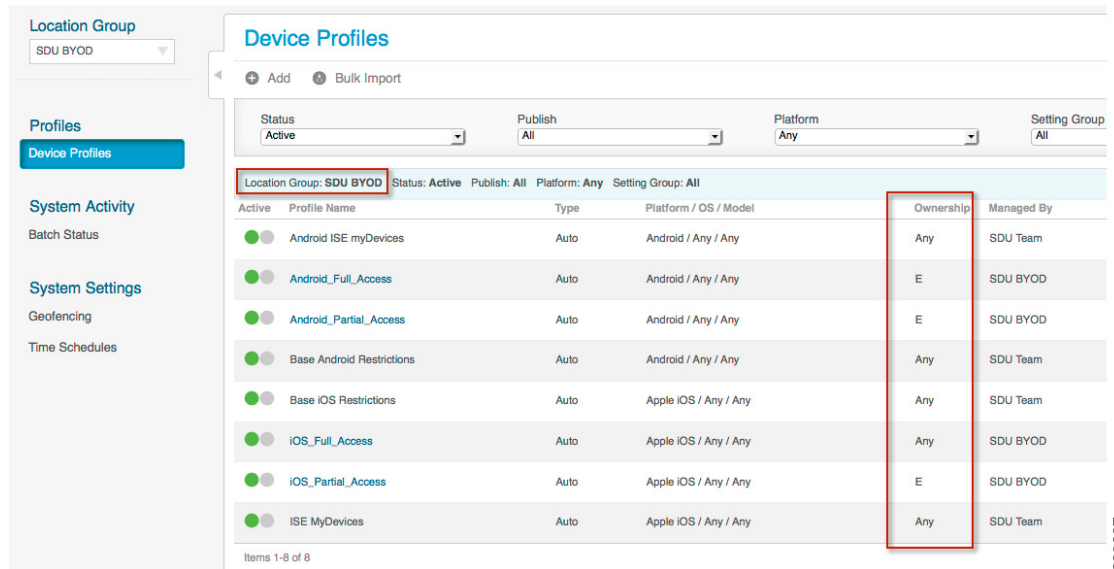 Location Group
SDU BYOD
Profiles
Device Profiles
System Activity
Batch Status
System Settings
Geofencing
Time Schedules
Device Profiles
Add Bulk Import
Status Publish Platform Setting Group
Active All Any All
Location Group: SDU BYOD Status: Active Publish: All Platform: Any Setting Group: All
Active Profile Name Type Platform / OS / Model Ownership Managed By
Android ISE myDevices Auto Android / Any / Any Any SDU Team
Android_Full_Access Auto Android / Any / Any E SDU BYOD
Android_Partial_Access Auto Android / Any / Any E SDU BYOD
Base Android Restrictions Auto Android / Any / Any Any SDU Team
Base iOS Restrictions Auto Apple iOS / Any / Any Any SDU Team
iOS_Full_Access Auto Apple iOS / Any / Any Any SDU BYOD
iOS_Partial_Access Auto Apple iOS / Any / Any E SDU BYOD
ISE MyDevices Auto Apple iOS / Any / Any Any SDU Team
Items 1-8 of 8